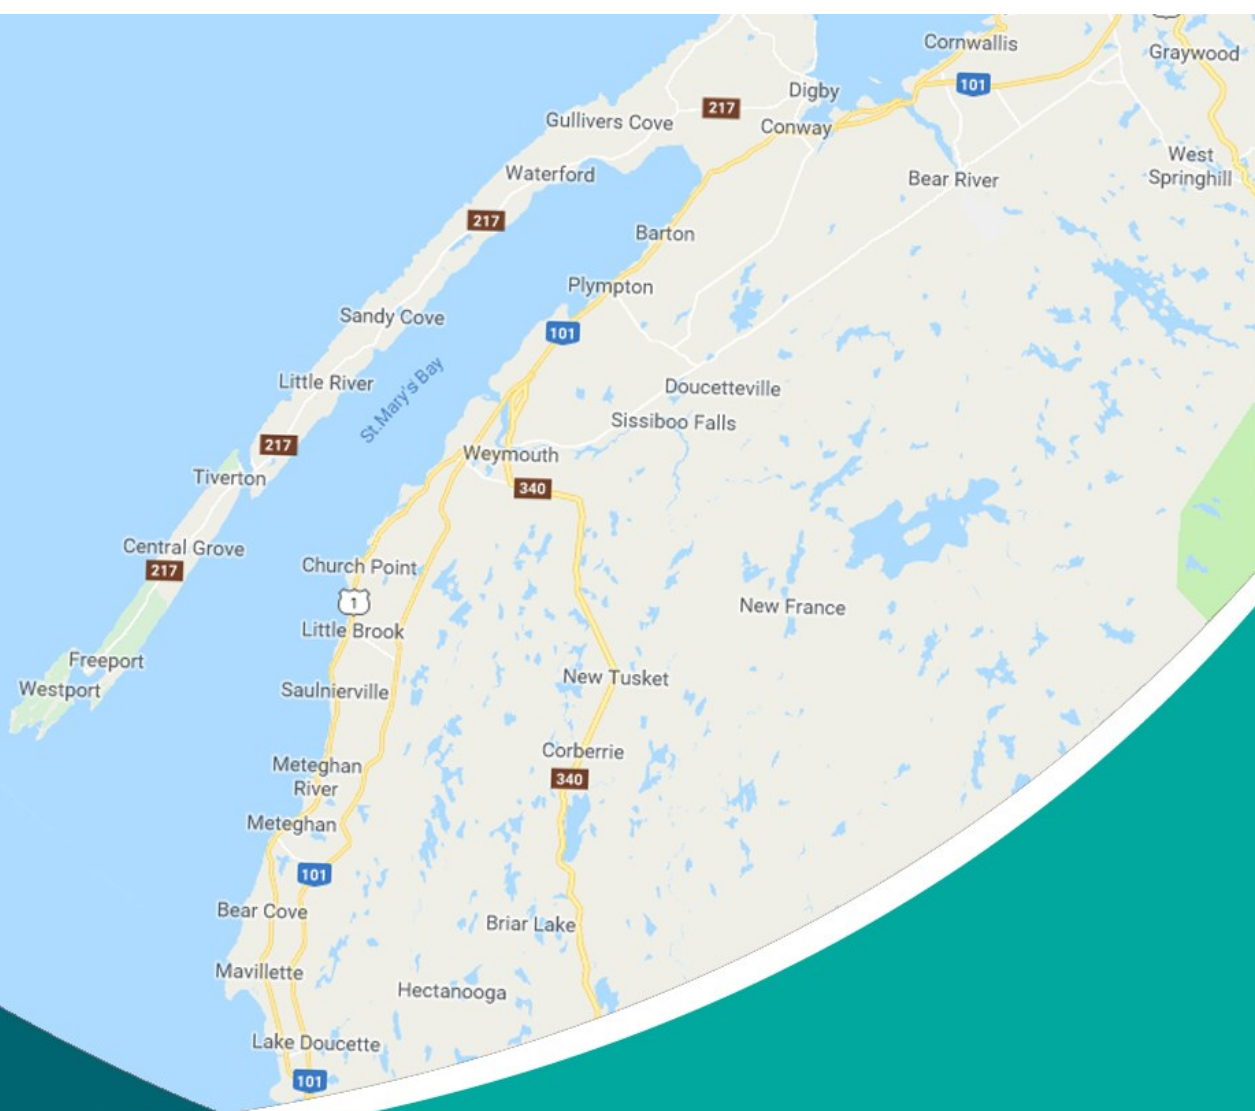 Cornwallis
Graywood
101
Digby
217
Gullivers Cove
Conway
West
Springhill
Waterford
Bear River
217
Barton
Plympton
Sandy Cove
101
St.Mary's Bay
Little River
Doucetteville
Sissiboo Falls
217
Weymouth
Tiverton
340
Central Grove
217
Church Point
1
New France
Little Brook
Freeport
New Tusket
Westport
Saulnierville
Corberrie
Meteghan
River
340
Meteghan
101
Bear Cove
Briar Lake
Mavillette
Hectanooga
Lake Doucette
101